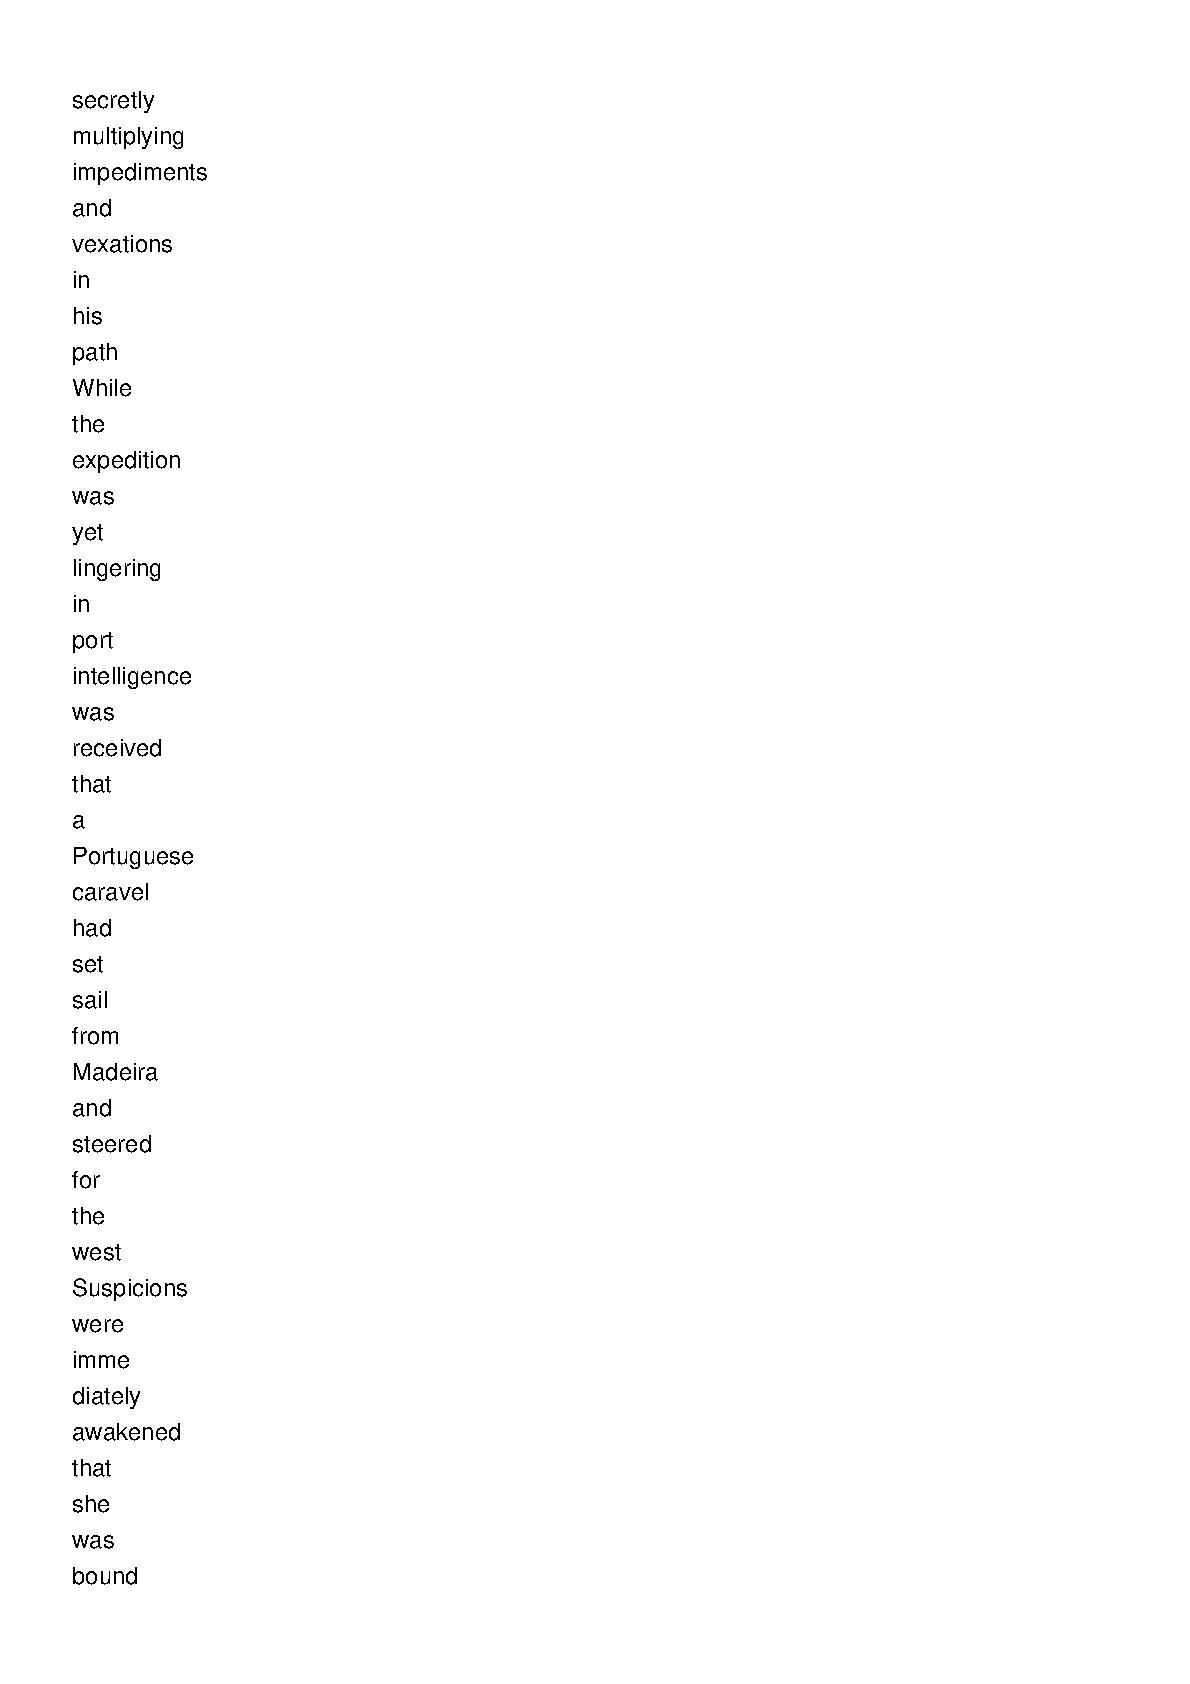 secretly
multiplying
impediments
and
vexations
in
his
path
While
the
expedition
was
yet
lingering
in
port
intelligence
was
received
that
a
Portuguese
caravel
had
set
sail
from
Madeira
and
steered
for
the
west
Suspicions
were
imme
diately
awakened
that
she
was
bound